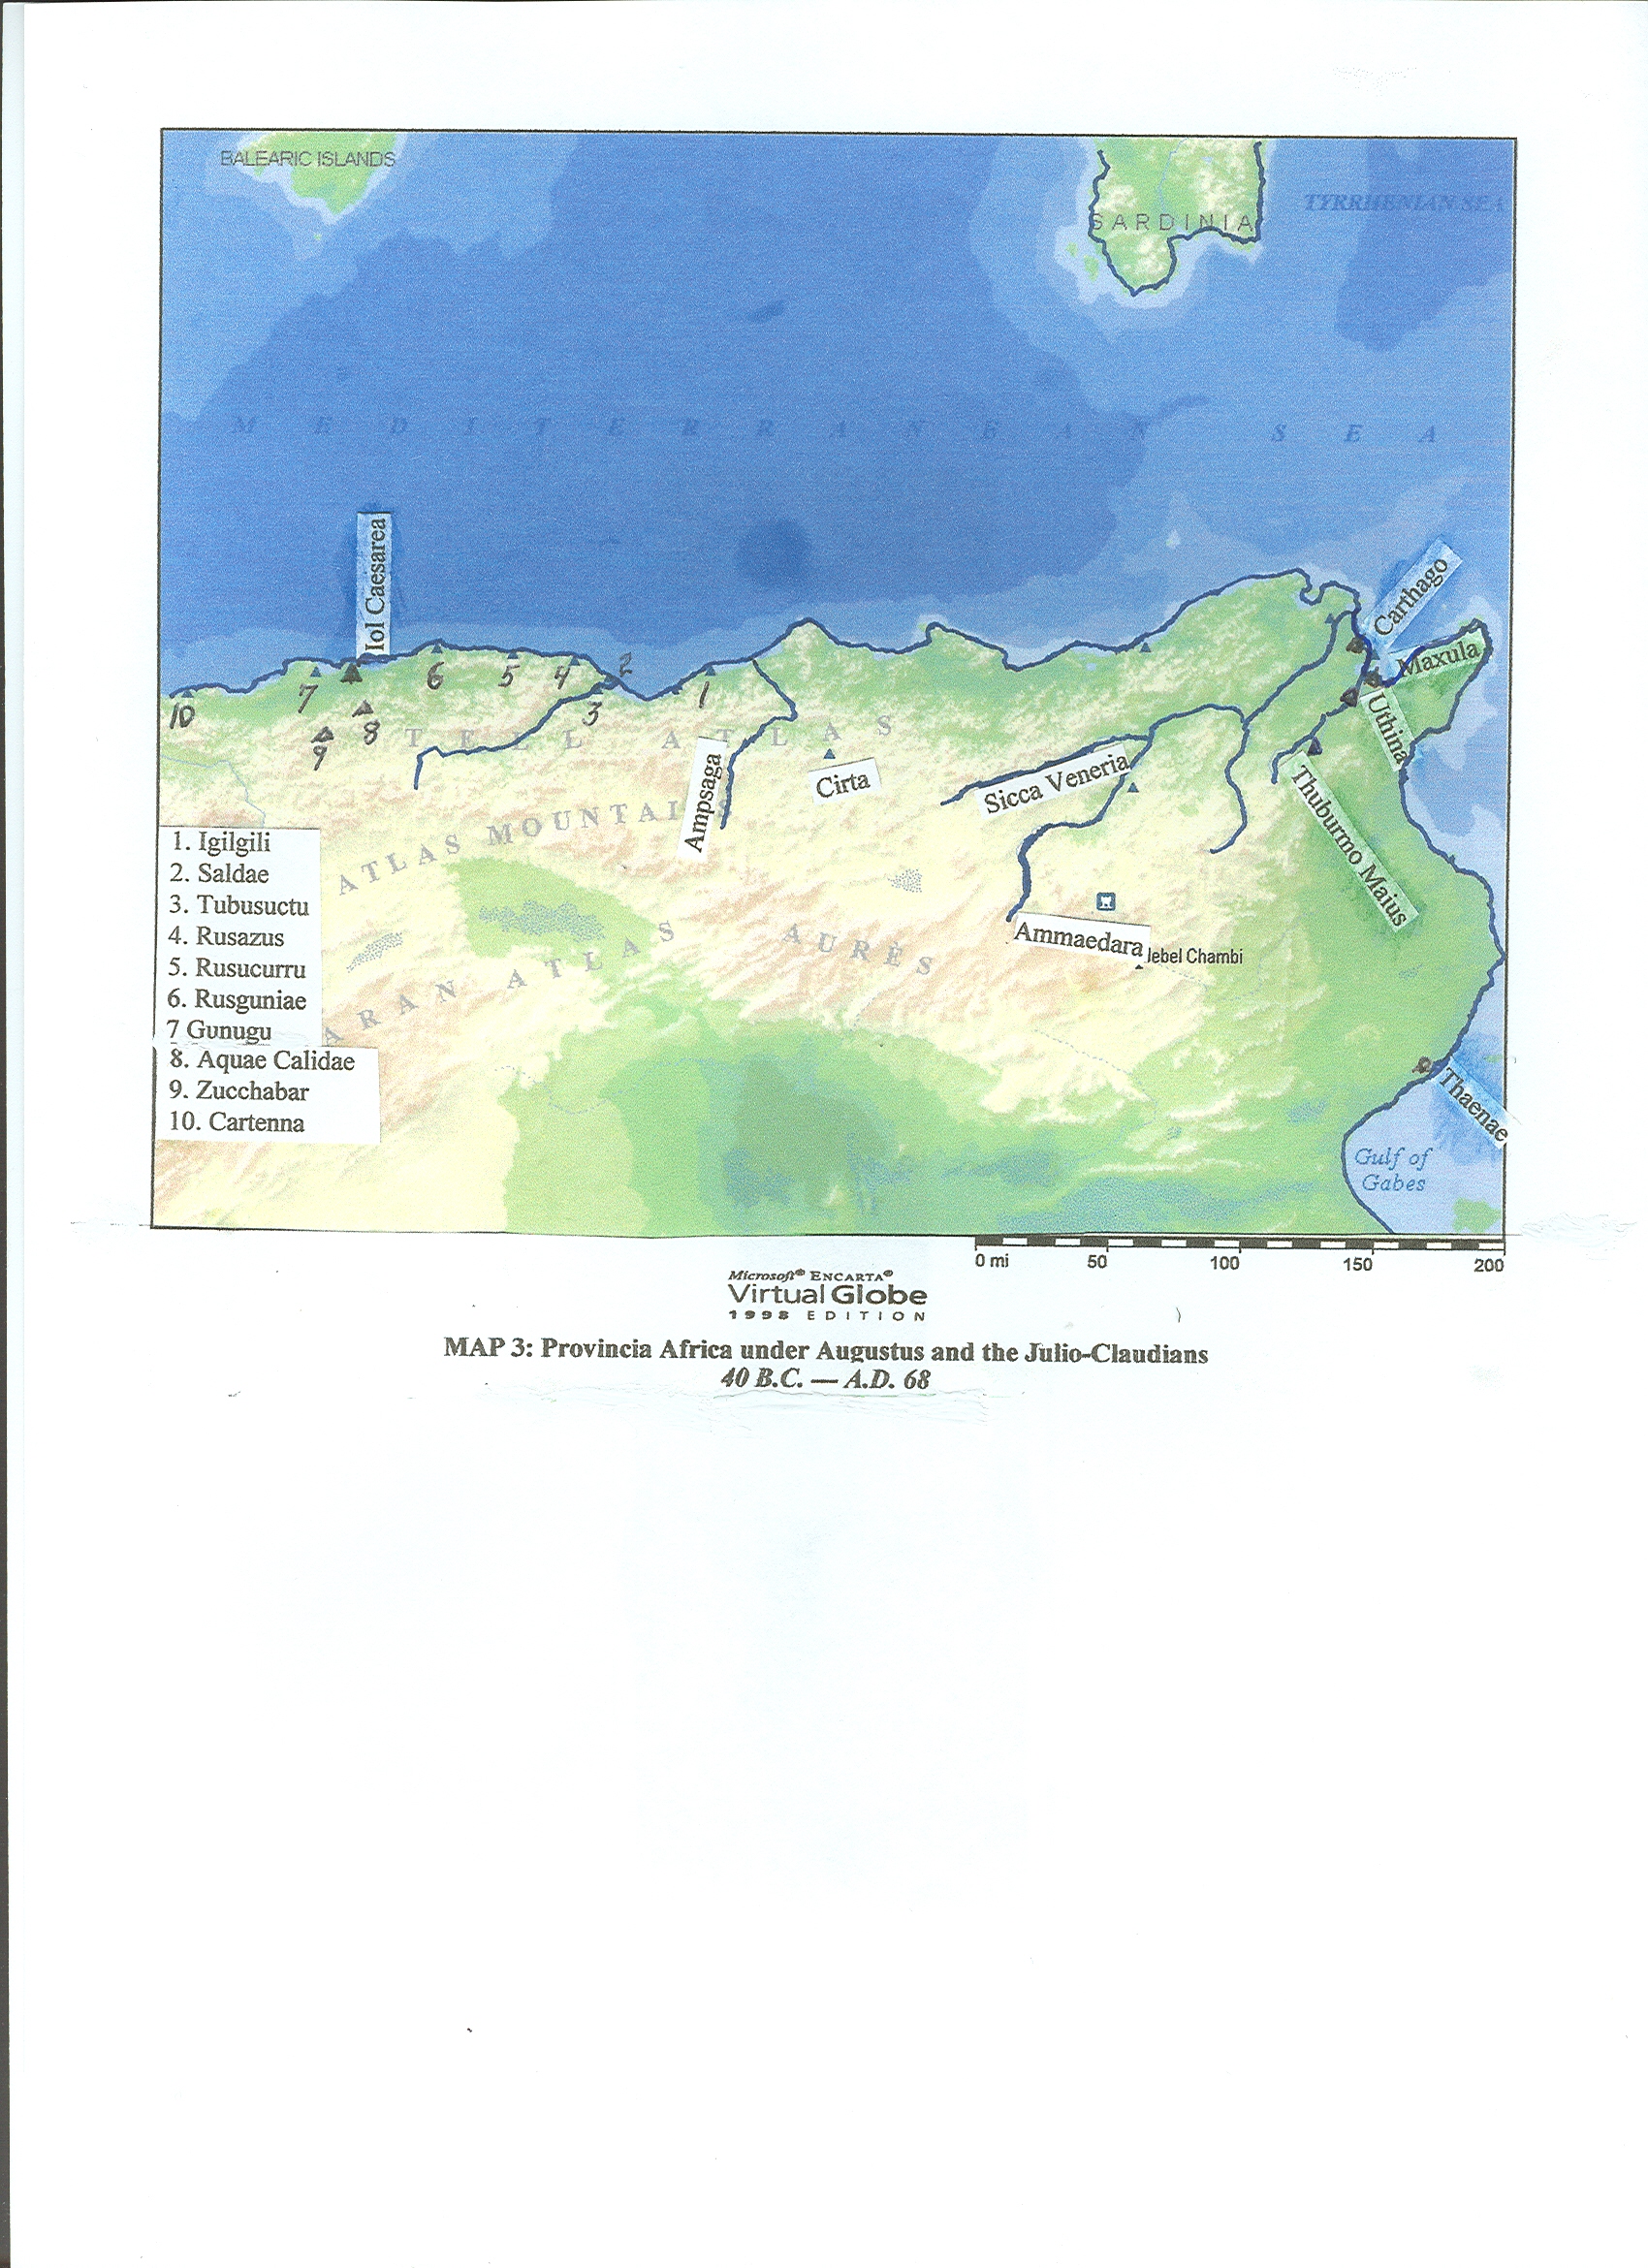 BALEARIC ISLANDS
SARDINIA
TYRRHENIAN SEA
MEDITERRANEAN SEA
Iol Caesarea
Carthago
Maxula
Uthina
Thuburmo Maius
10
7
6
5
4
2
3
1
8
9
TELL ATLAS
Ampsaga
Cirta
Sicca Veneria
ATLAS MOUNTAI S
Ammaedara
Jebel Chambi
AURÈS
ARAN ATLAS
Thaenae
Gulf of
Gabes
1. Igilgili
2. Saldae
3. Tubusuctu
4. Rusazus
5. Rusucurru
6. Rusguniae
7 Gunugu
8. Aquae Calidae
9. Zucchabar
10. Cartenna
0 mi 50 100 150 200
Microsoft® ENCARTA®
Virtual Globe
1998 EDITION
MAP 3: Provincia Africa under Augustus and the Julio-Claudians
40 B.C. — A.D. 68